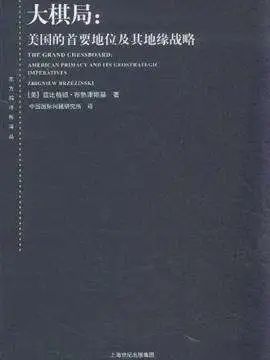 大棋局:
美国的首要地位及其地缘战略
THE GRAND CHESSBOARD:
AMERICAN PRIMACY AND ITS GEOSTRATEGIC
IMPERATIVES
ZBIGNIEW BRZEZINSKI
[美] 兹比格纽·布热津斯基 著
中国国际问题研究所 译
东方编译所译丛
上海世纪出版集团